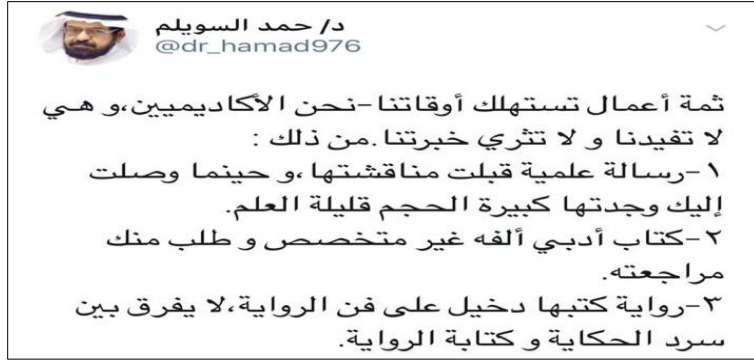 د/ حمد السويلم
@dr_hamad976
ثمة أعمال تستهلك أوقاتنا-نحن الأكاديميين،و هي
لا تفيدنا و لا تثري خبرتنا.من ذلك :
١-رسالة علمية قبلت مناقشتها،و حينما وصلت
إليك وجدتها كبيرة الحجم قليلة العلم.
٢-كتاب أدبي ألفه غير متخصص و طلب منك
مراجعته.
٣-رواية كتبها دخيل على فن الرواية،لا يفرق بين
سرد الحكاية و كتابة الرواية.